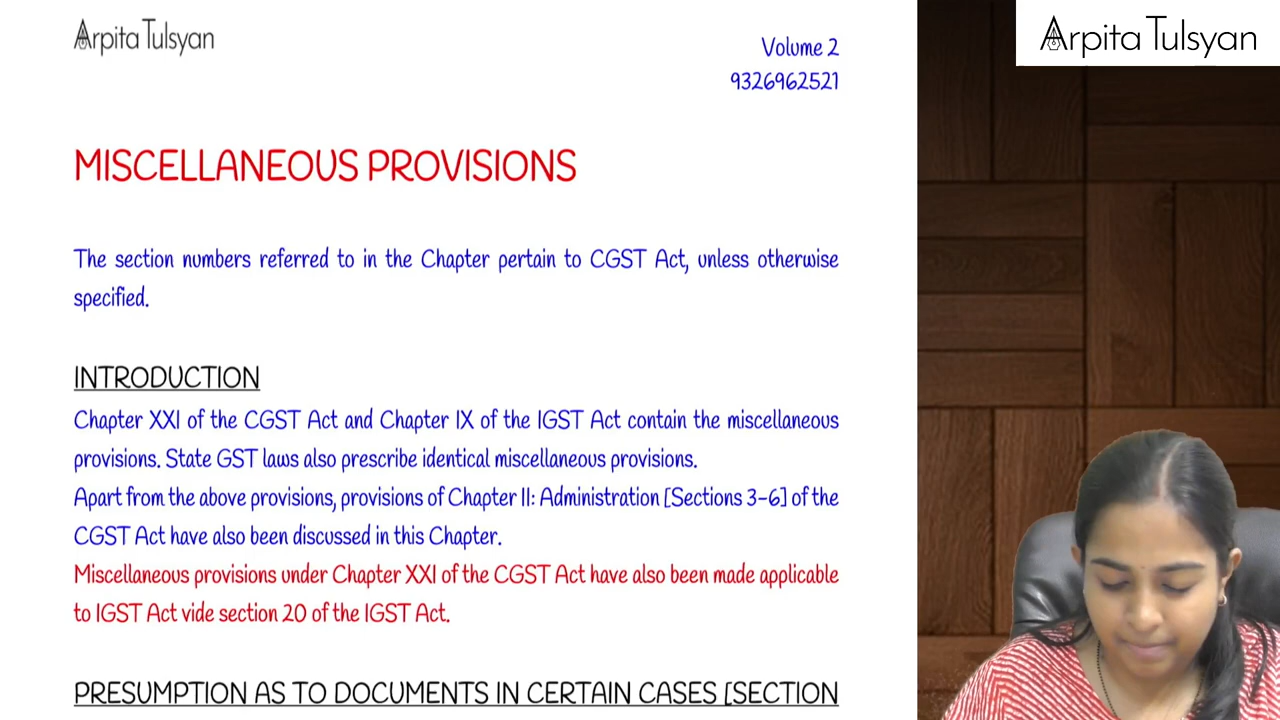 Arpita Tulsyan
Arpita Tulsyan
Volume 2
9326962521
MISCELLANEOUS PROVISIONS
The section numbers referred to in the Chapter pertain to CGST Act, unless otherwise
specified.
INTRODUCTION
Chapter XXI of the CGST Act and Chapter IX of the IGST Act contain the miscellaneous
provisions. State GST laws also prescribe identical miscellaneous provisions.
Apart from the above provisions, provisions of Chapter II: Administration [Sections 3-6] of the
CGST Act have also been discussed in this Chapter.
Miscellaneous provisions under Chapter XXI of the CGST Act have also been made applicable
to IGST Act vide section 20 of the IGST Act.
PRESUMPTION AS TO DOCUMENTS IN CERTAIN CASES [SECTION